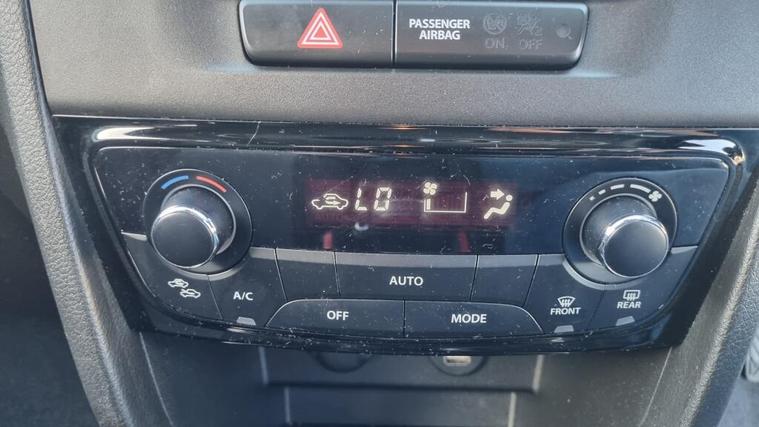 PASSENGER
AIRBAG
ON
OFF
LO
AUTO
A/C
OFF
MODE
FRONT
REAR